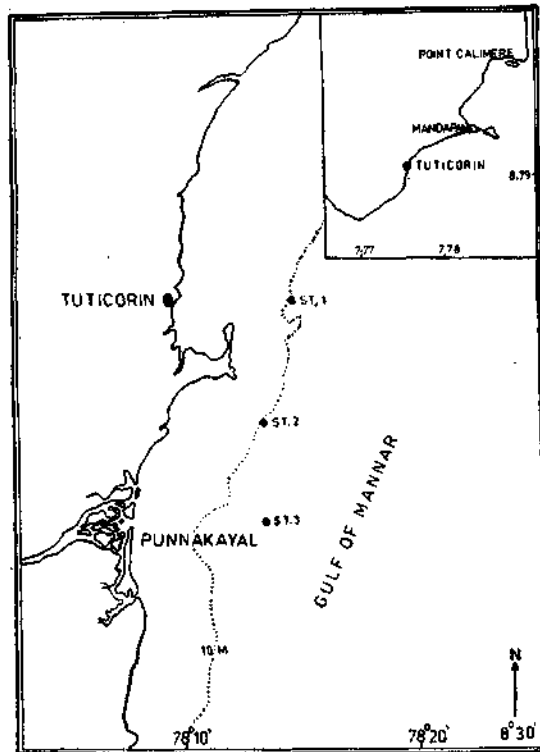 POINT CALIMERE
MANDAPAM
TUTICORIN
8.79
7.77
7.78
TUTICORIN
ST. 1
ST. 2
ST. 3
PUNNAKAYAL
GULF OF MANNAR
10 M
N
78°10'
78°20'
8°30'